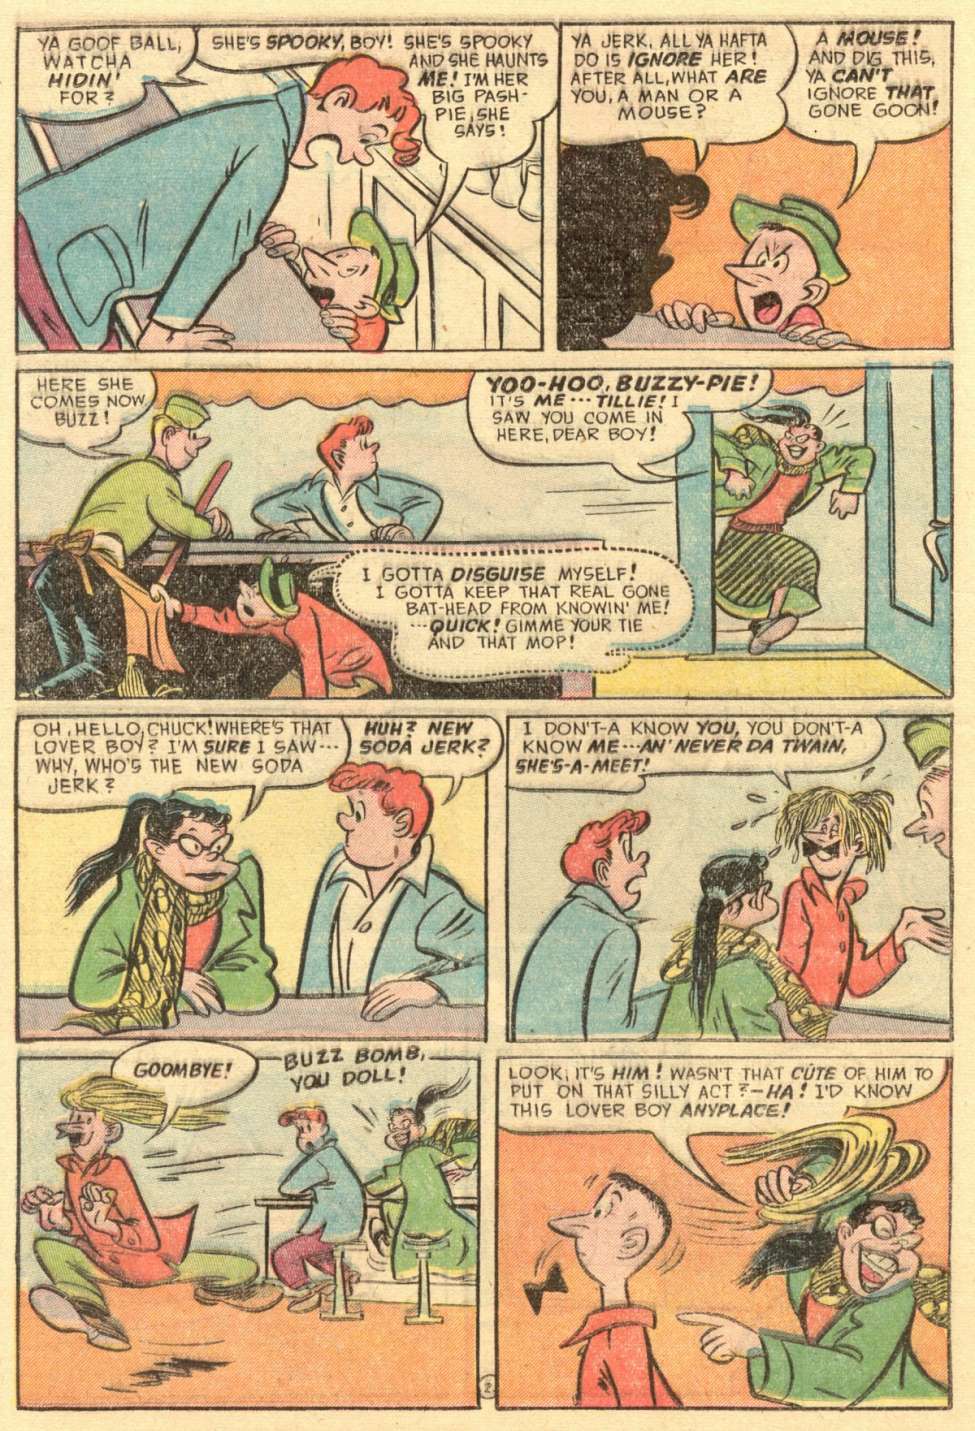 YA GOOF BALL,
WATCHA
HIDIN'
FOR?
SHE'S SPOOKY, BOY! SHE'S SPOOKY
AND SHE HAUNTS
ME! I'M HER
BIG PASH-
PIE, SHE
SAYS!
YA JERK, ALL YA HAFTA
DO IS IGNORE HER!
AFTER ALL, WHAT ARE
YOU, A MAN OR A
MOUSE?
A MOUSE!
AND DIG THIS,
YA CAN'T
IGNORE THAT
GONE GOON!
HERE SHE
COMES NOW
BUZZ!
YOO-HOO, BUZZY-PIE!
IT'S ME... TILLIE! I
SAW YOU COME IN
HERE, DEAR BOY!
I GOTTA DISGUISE MYSELF!
I GOTTA KEEP THAT REAL GONE
BAT-HEAD FROM KNOWIN' ME!
...QUICK! GIMME YOUR TIE
AND THAT MOP!
OH, HELLO, CHUCK! WHERE'S THAT
LOVER BOY? I'M SURE I SAW...
WHY, WHO'S THE NEW SODA
JERK?
HUH? NEW
SODA JERK?
I DON'T-A KNOW YOU, YOU DON'T-A
KNOW ME...AN' NEVER DA TWAIN,
SHE'S-A-MEET!
GOOMBYE!
BUZZ BOMB,
YOU DOLL!
LOOK, IT'S HIM! WASN'T THAT CUTE OF HIM TO
PUT ON THAT SILLY ACT?-HA! I'D KNOW
THIS LOVER BOY ANYPLACE!
2